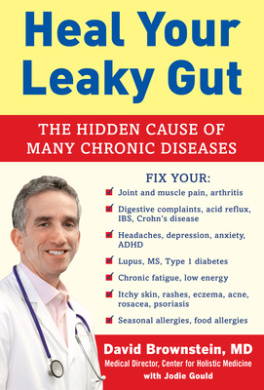 Heal Your
Leaky Gut
THE HIDDEN CAUSE OF
MANY CHRONIC DISEASES
FIX YOUR:
Joint and muscle pain, arthritis
Digestive complaints, acid reflux,
IBS, Crohn's disease
Headaches, depression, anxiety,
ADHD
Lupus, MS, Type 1 diabetes
Chronic fatigue, low energy
Itchy skin, rashes, eczema, acne,
rosacea, psoriasis
Seasonal allergies, food allergies
David Brownstein, MD
Medical Director, Center for Holistic Medicine
with Jodie Gould